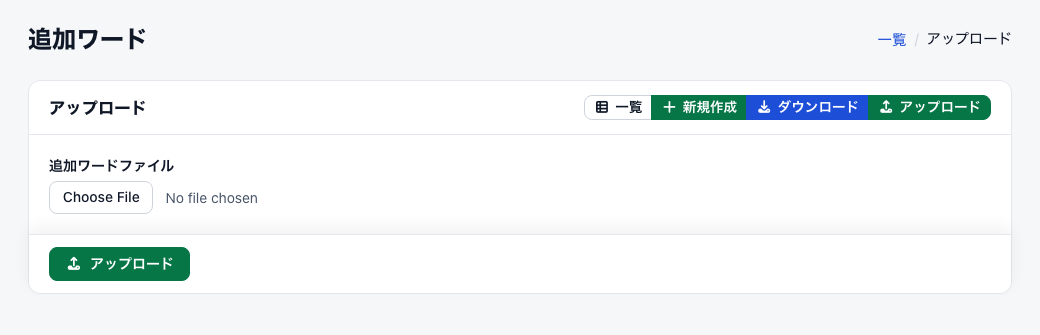 追加ワード
一覧 / アップロード
アップロード
一覧 新規作成 ダウンロード アップロード
追加ワードファイル
Choose File No file chosen
アップロード